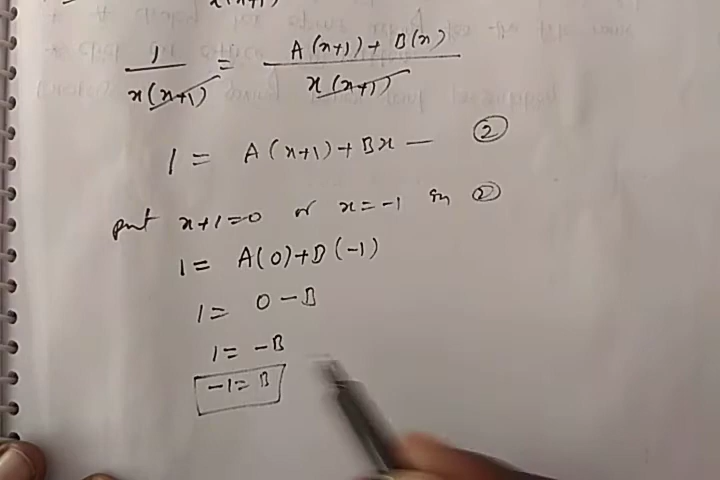 x(x+1)
1/x(x+1) = A(x+1)+B(x)/x(x+1)
1 = A(x+1)+Bx — ②
put x+1=0 or x=-1 in ②
1= A(0)+B(-1)
1= 0-B
1= -B
-1= B